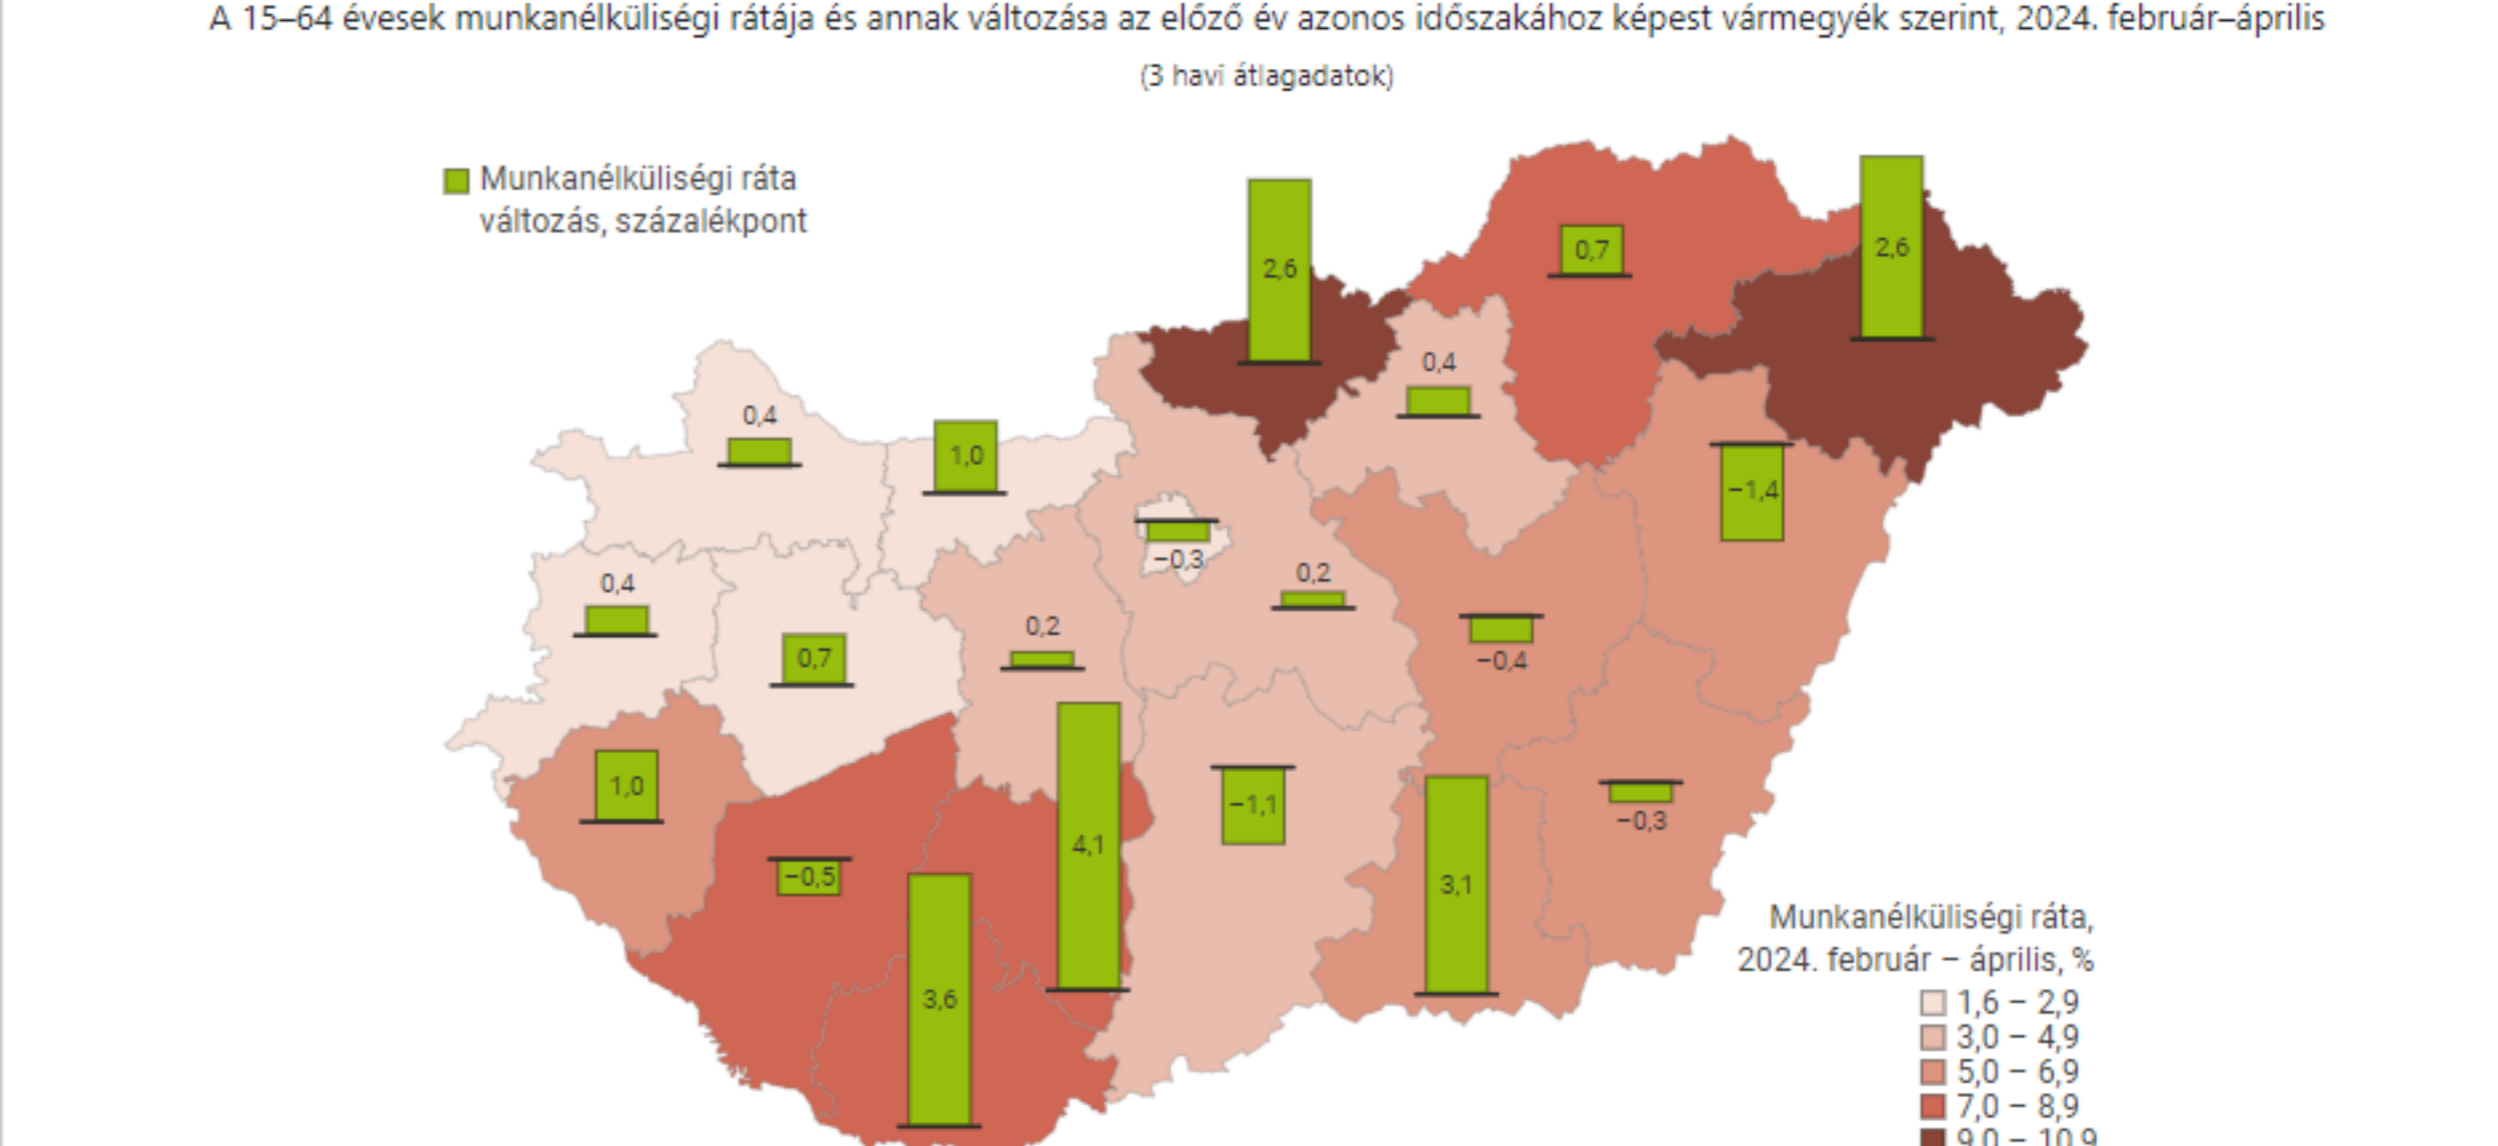 A 15–64 évesek munkanélküliségi rátája és annak változása az előző év azonos időszakához képest vármegyék szerint, 2024. február–április
(3 havi átlagadatok)
Munkanélküliségi ráta
változás, százalékpont
2,6
0,7
2,6
0,4
0,4
1,0
−1,4
−0,3
0,2
0,4
0,2
0,7
−0,4
1,0
−1,1
−0,3
4,1
−0,5
3,1
3,6
Munkanélküliségi ráta,
2024. február – április, %
1,6 – 2,9
3,0 – 4,9
5,0 – 6,9
7,0 – 8,9
9,0 – 10,9